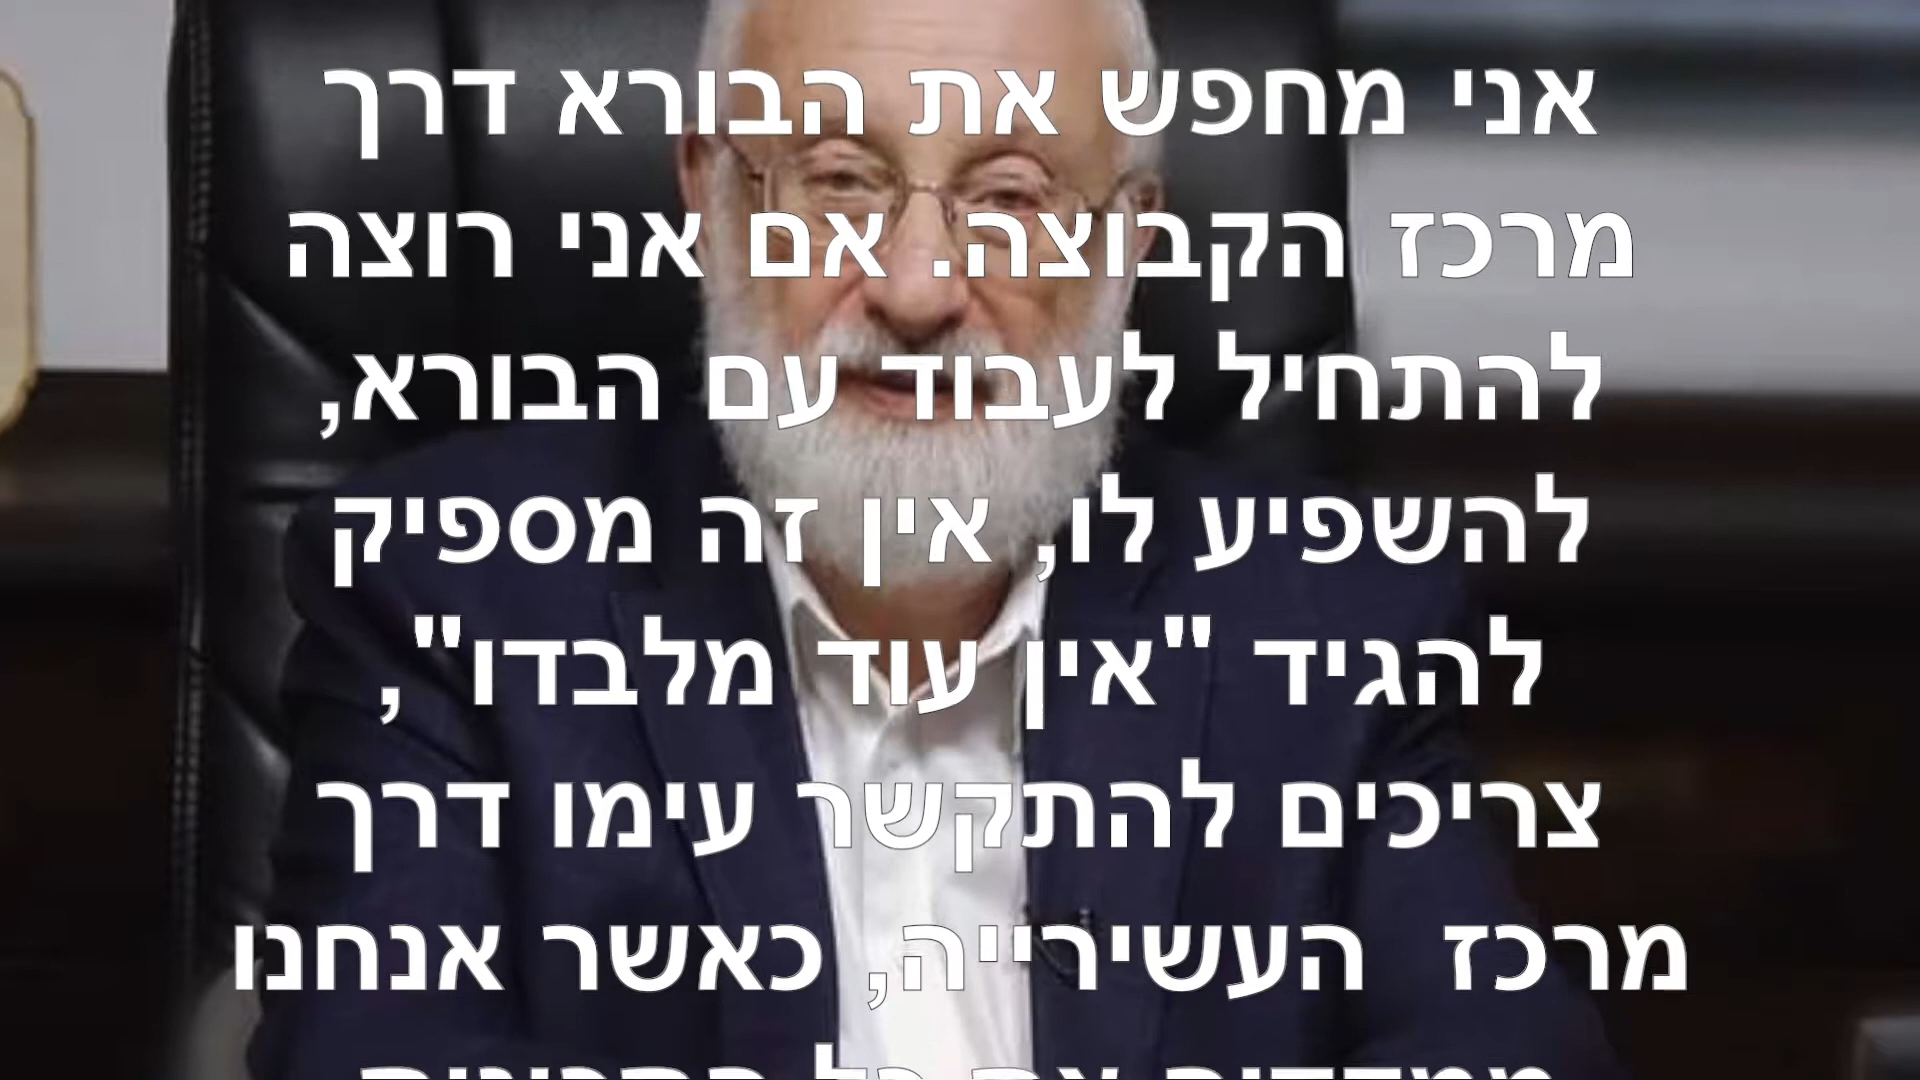 אני מחפש את הבורא דרך
מרכז הקבוצה. אם אני רוצה
להתחיל לעבוד עם הבורא,
להשפיע לו, אין זה מספיק
להגיד "אין עוד מלבדו",
צריכים להתקשר עימו דרך
מרכז  העשירייה, כאשר אנחנו